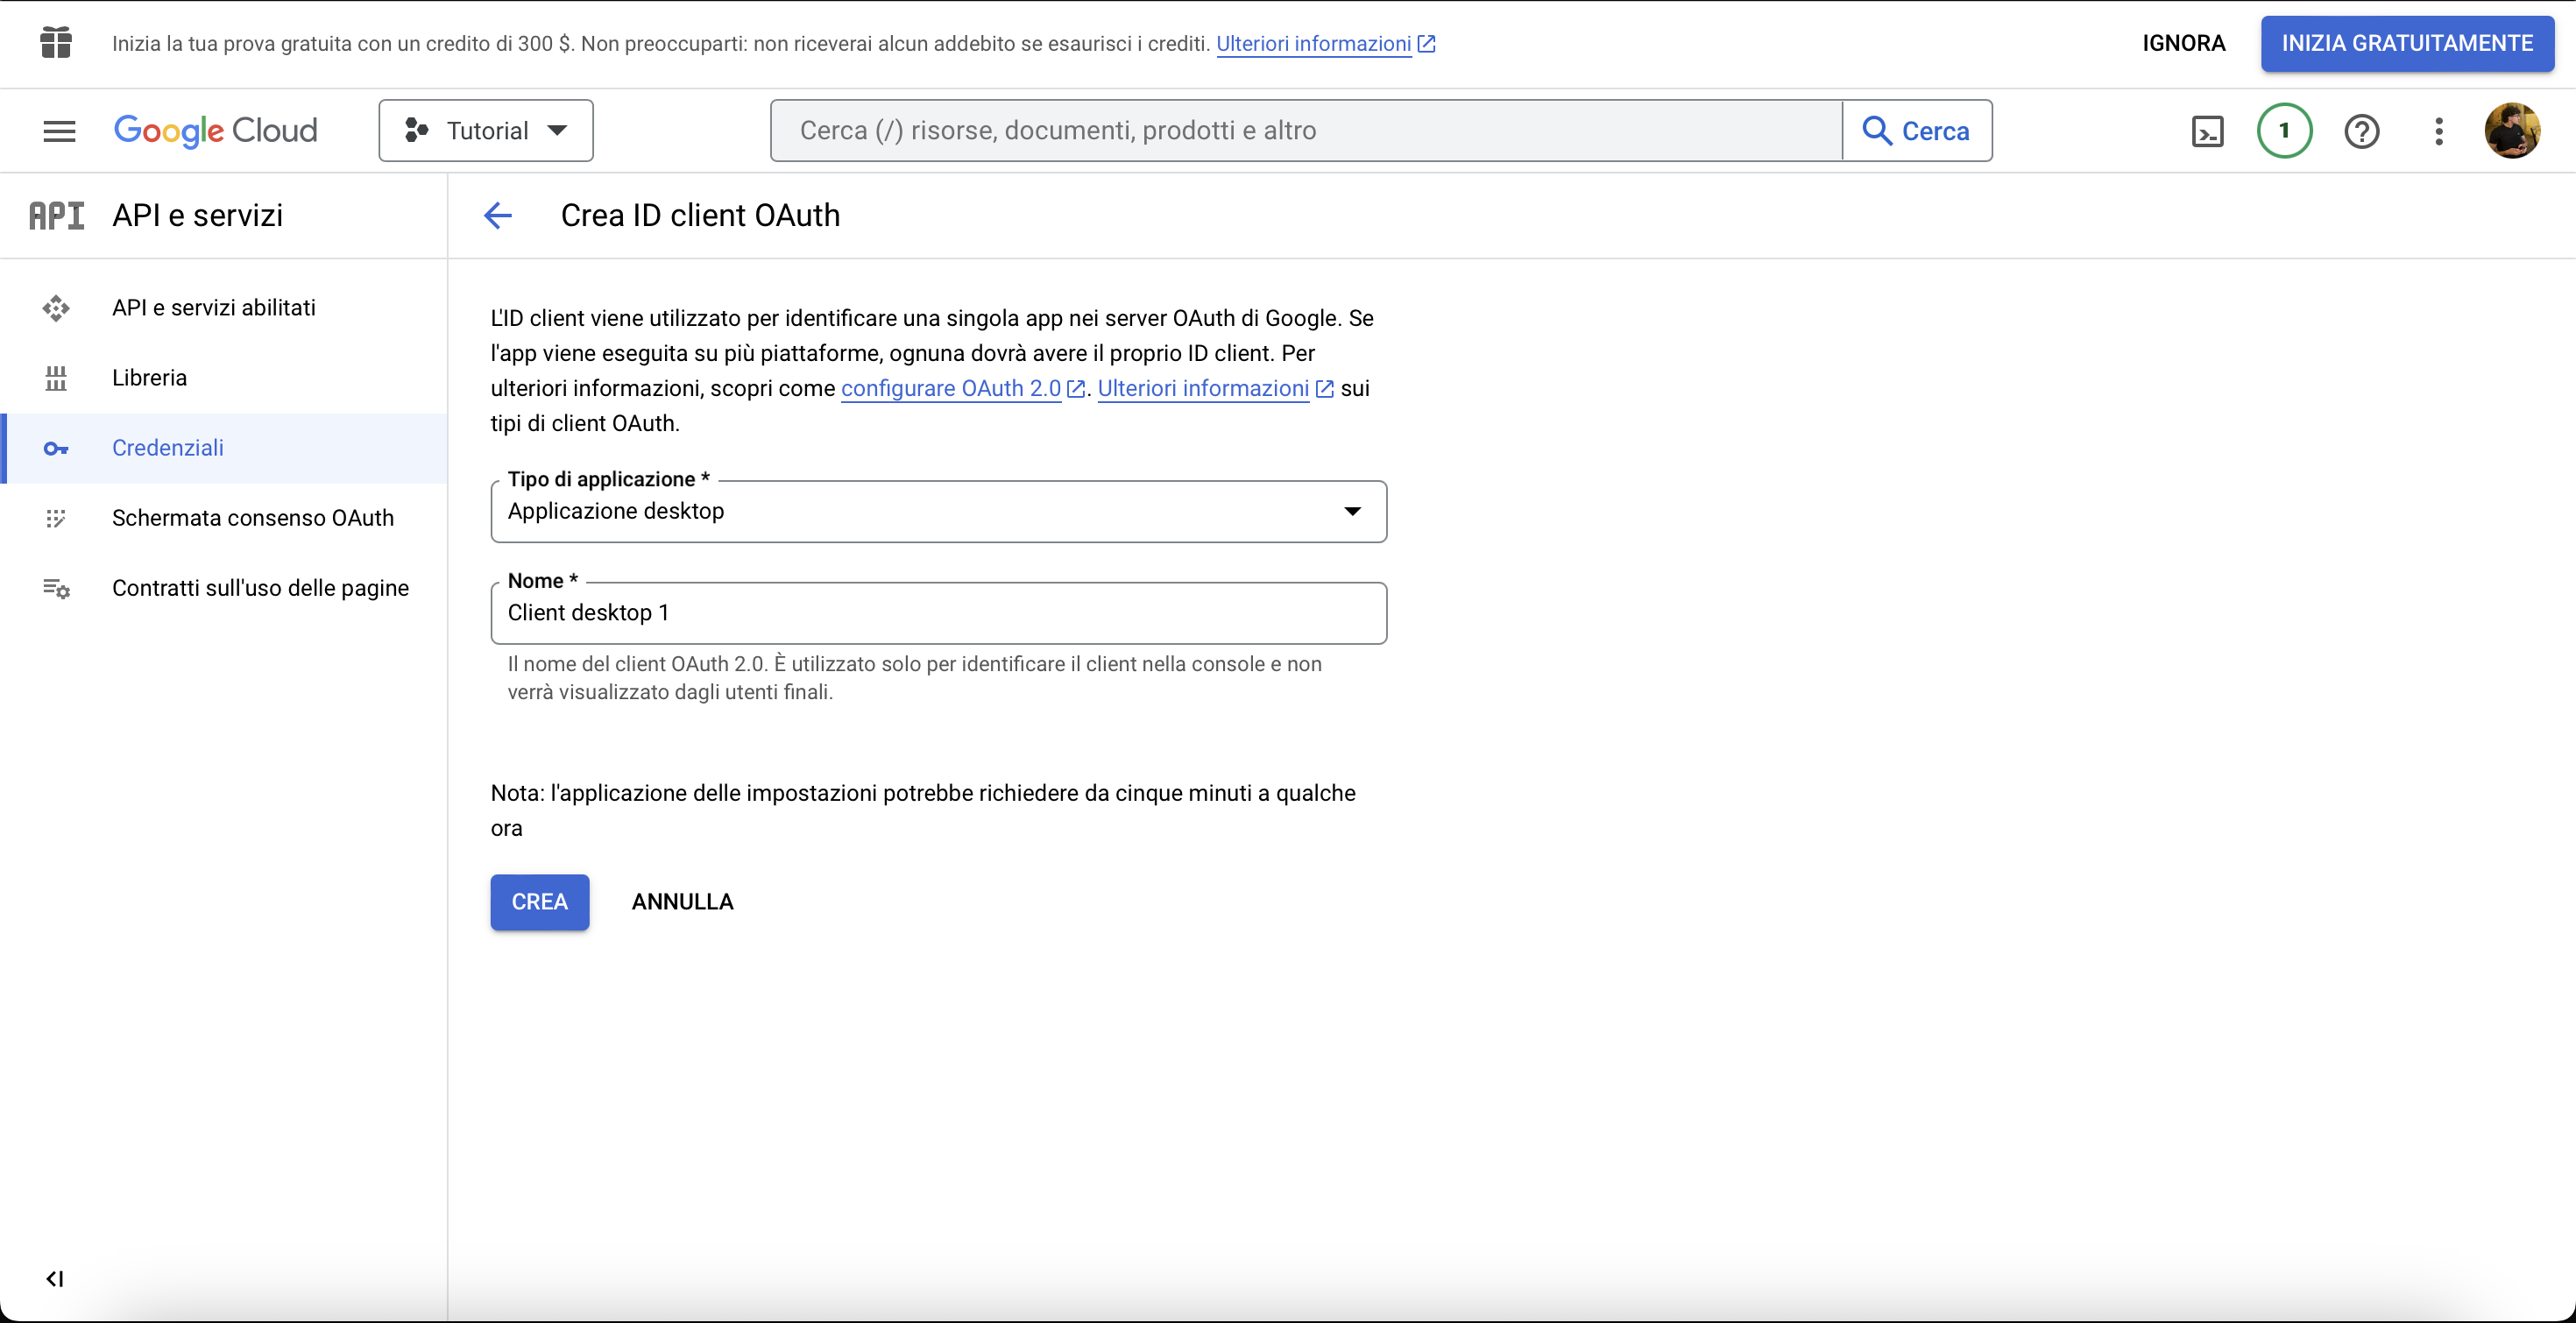 Inizia la tua prova gratuita con un credito di 300 $. Non preoccuparti: non riceverai alcun addebito se esaurisci i crediti. Ulteriori informazioni
IGNORA
INIZIA GRATUITAMENTE
Google Cloud
Tutorial
Cerca (/) risorse, documenti, prodotti e altro
Cerca
1
API
API e servizi
Crea ID client OAuth
API e servizi abilitati
Libreria
Credenziali
Schermata consenso OAuth
Contratti sull'uso delle pagine
L'ID client viene utilizzato per identificare una singola app nei server OAuth di Google. Se
l'app viene eseguita su più piattaforme, ognuna dovrà avere il proprio ID client. Per
ulteriori informazioni, scopri come configurare OAuth 2.0. Ulteriori informazioni sui
tipi di client OAuth.
Tipo di applicazione *
Applicazione desktop
Nome *
Client desktop 1
Il nome del client OAuth 2.0. È utilizzato solo per identificare il client nella console e non
verrà visualizzato dagli utenti finali.
Nota: l'applicazione delle impostazioni potrebbe richiedere da cinque minuti a qualche
ora
CREA
ANNULLA